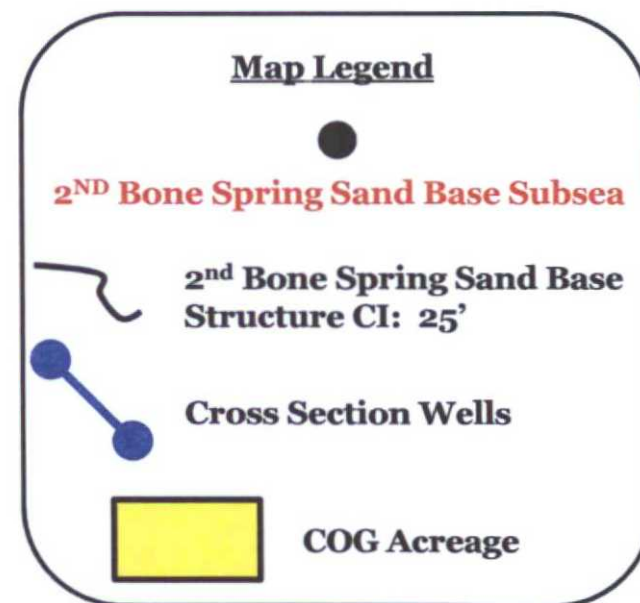 Map Legend
2ND Bone Spring Sand Base Subsea
2nd Bone Spring Sand Base
Structure CI: 25'
Cross Section Wells
COG Acreage